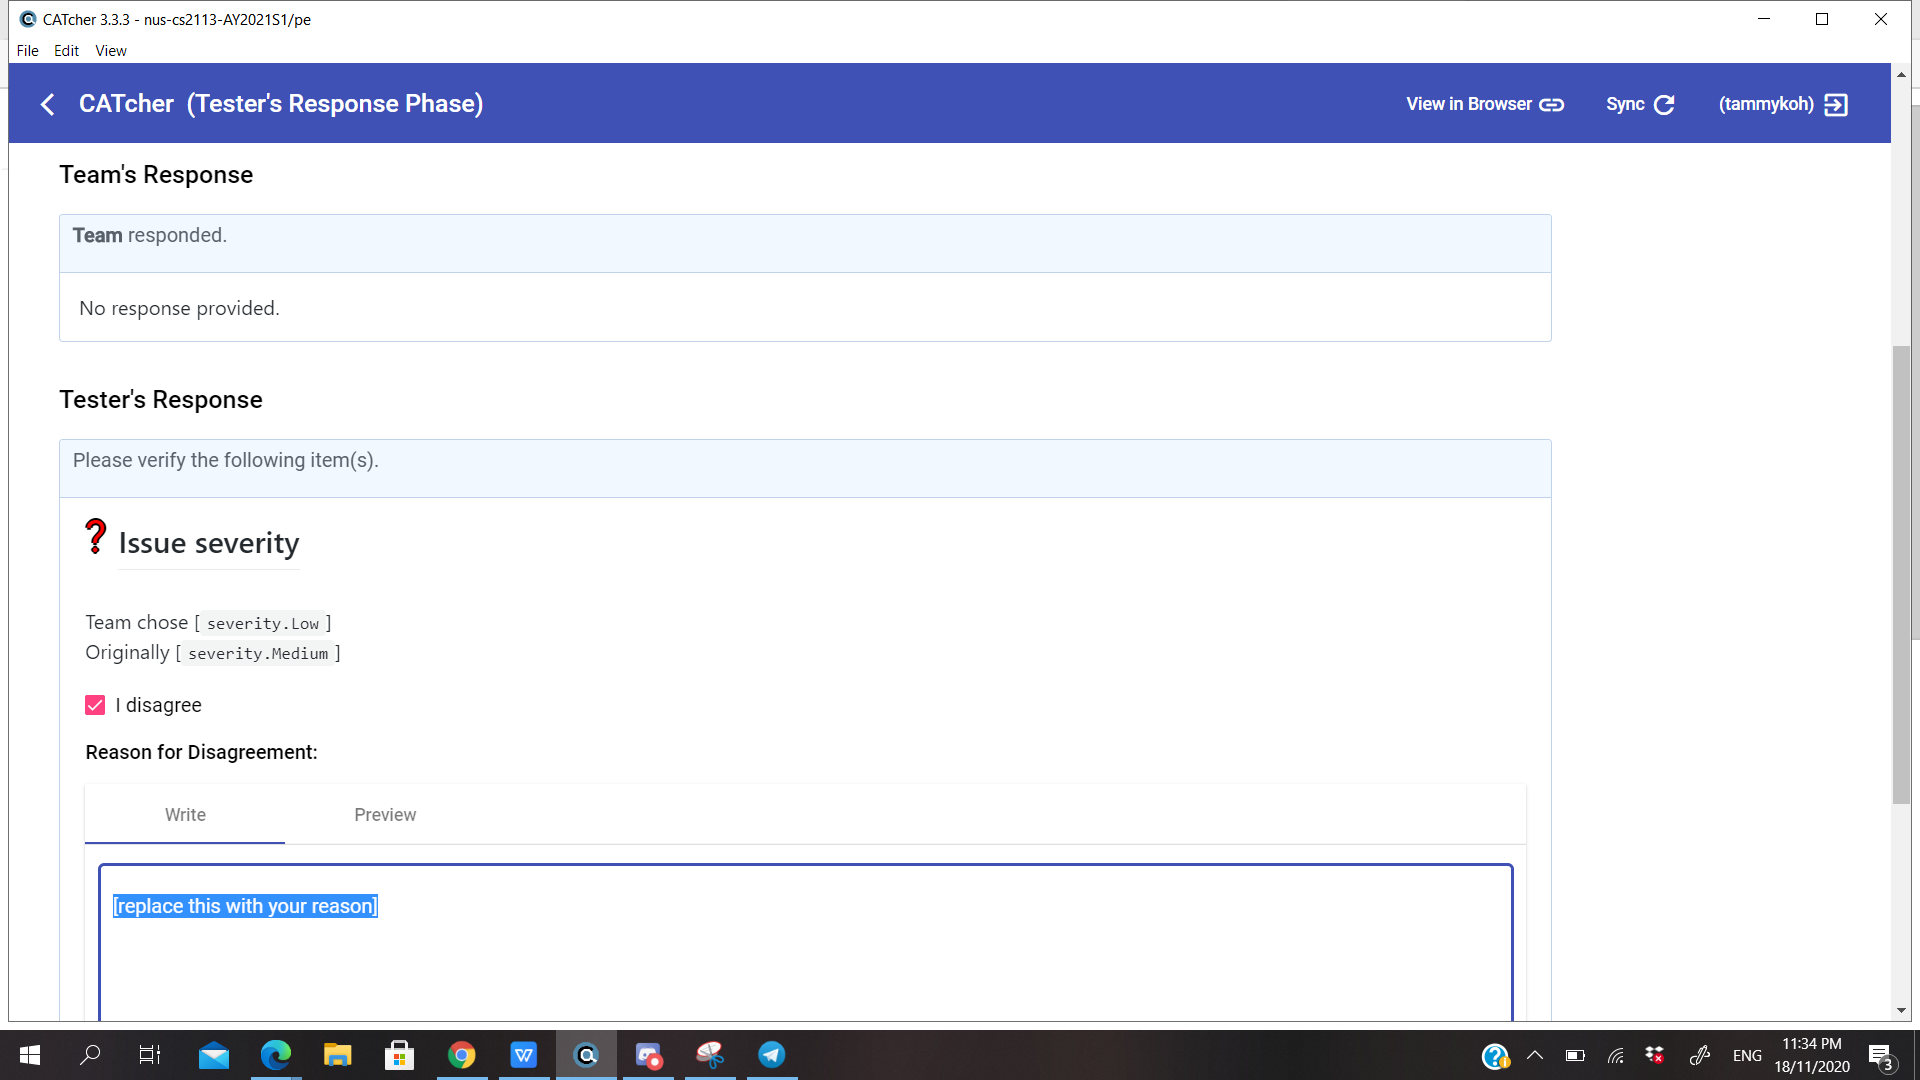 CATcher 3.3.3 - nus-cs2113-AY2021S1/pe
File Edit View
CATcher (Tester's Response Phase)
View in Browser Sync (tammykoh)
Team's Response
Team responded.
No response provided.
Tester's Response
Please verify the following item(s).
Issue severity
Team chose [ severity.Low ]
Originally [ severity.Medium ]
I disagree
Reason for Disagreement:
Write Preview
[replace this with your reason]
ENG
11:34 PM
18/11/2020
3